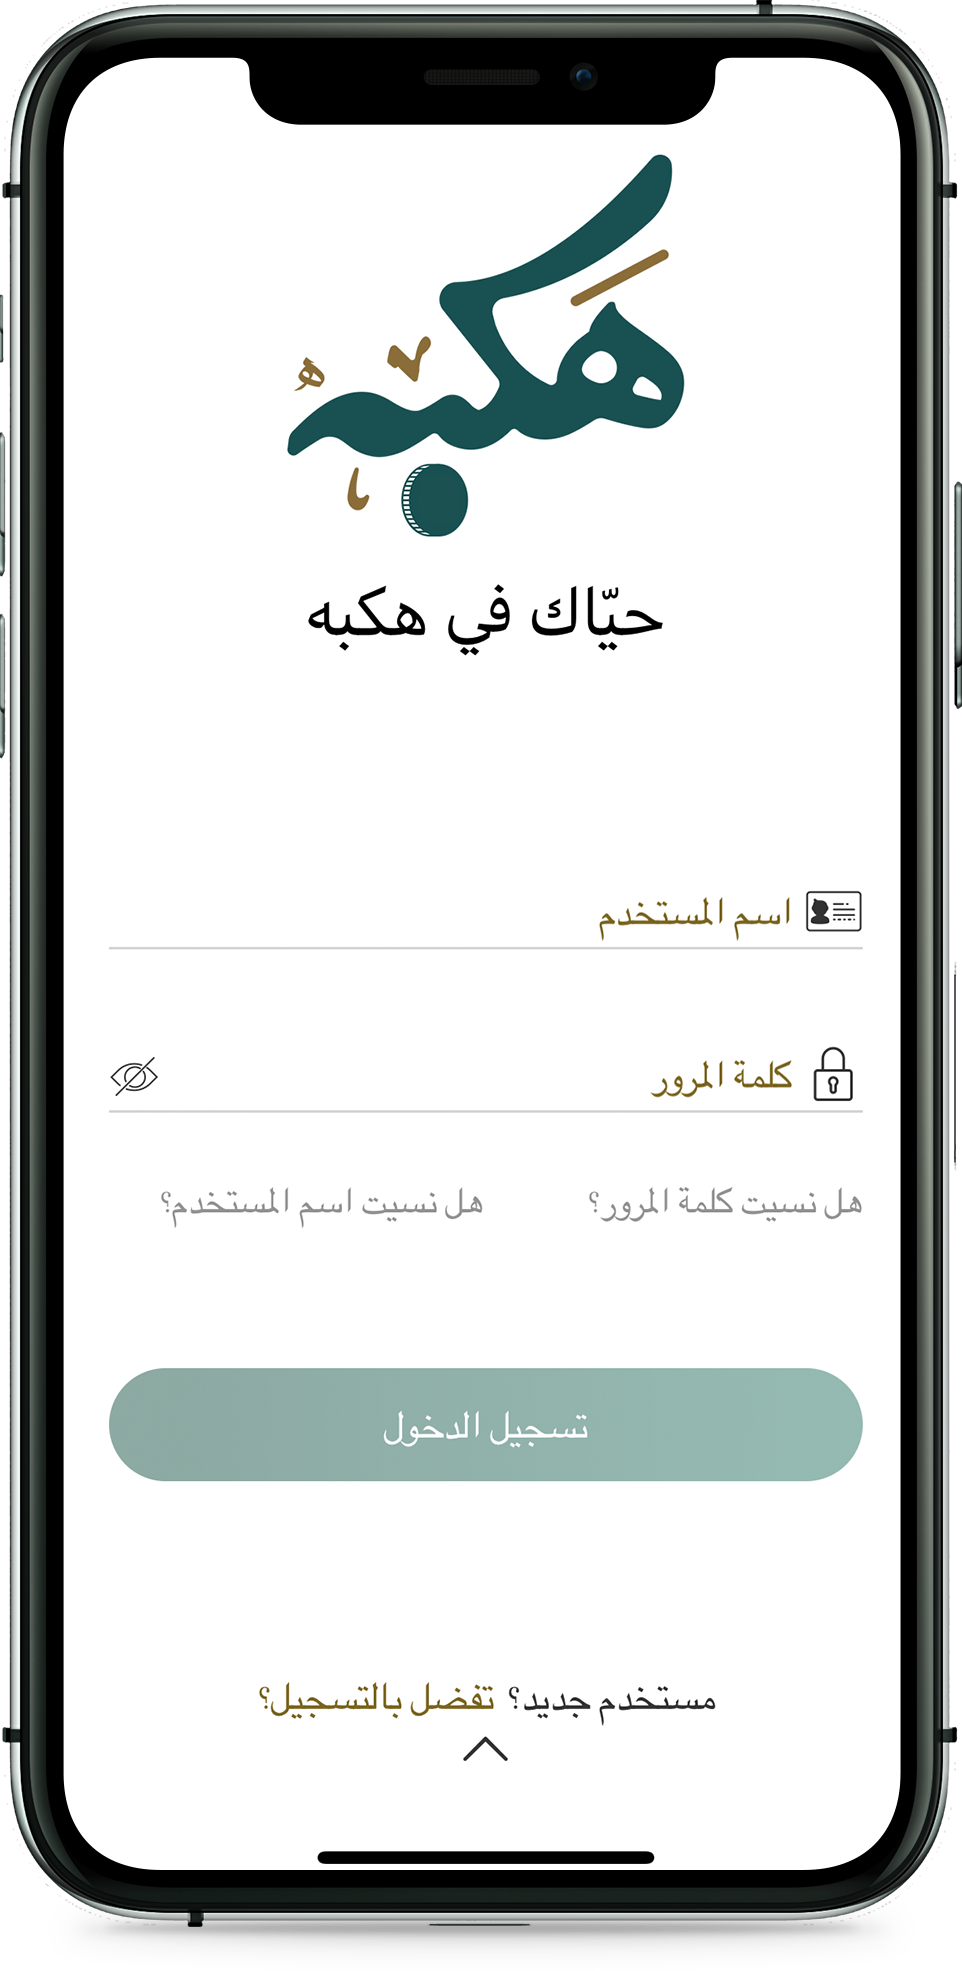 هَكبهْ
حيّاك في هكبه
اسم المستخدم
كلمة المرور
هل نسيت كلمة المرور؟ هل نسيت اسم المستخدم؟
تسجيل الدخول
مستخدم جديد؟ تفضل بالتسجيل؟